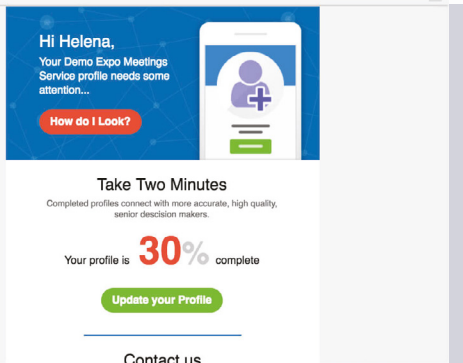 Hi Helena,
Your Demo Expo Meetings
Service profile needs some
attention...
How do I Look?
Take Two Minutes
Completed profiles connect with more accurate, high quality,
senior descision makers.
Your profile is 30% complete
Update your Profile
Contact us